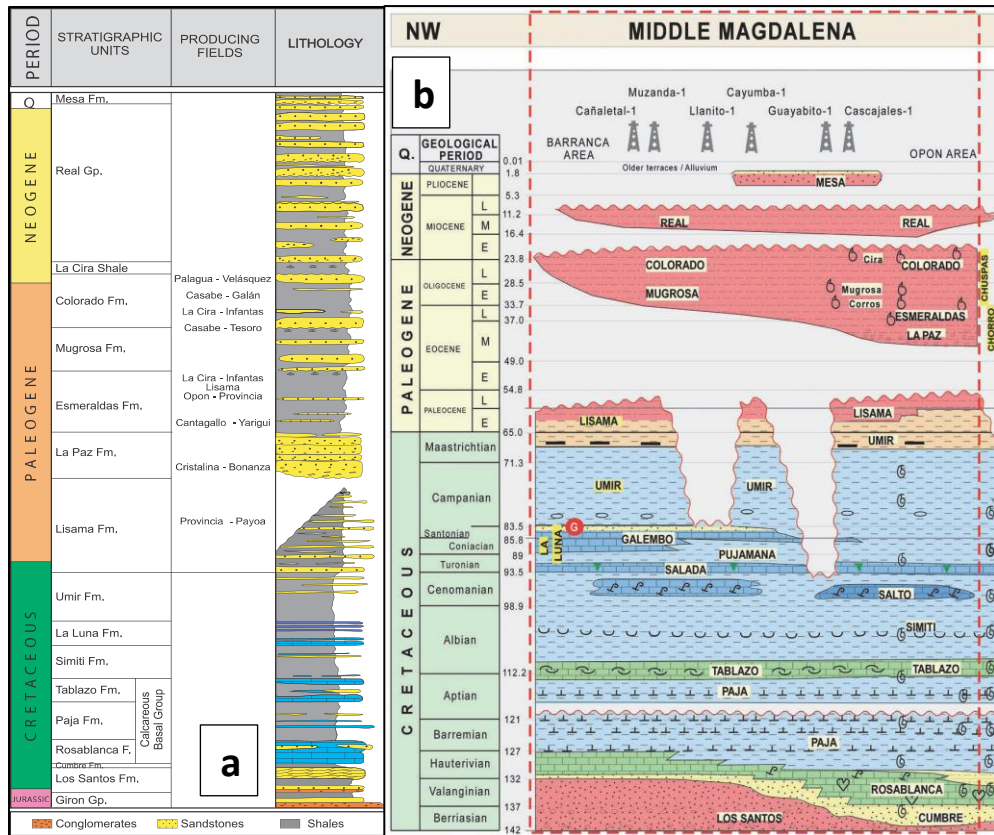 PERIOD
STRATIGRAPHIC
UNITS
PRODUCING
FIELDS
LITHOLOGY
Q
NEOGENE
PALEOGENE
CRETACEOUS
JURASSIC
Mesa Fm.
Real Gp.
La Cira Shale
Colorado Fm.
Mugrosa Fm.
Esmeraldas Fm.
La Paz Fm.
Lisama Fm.
Umir Fm.
La Luna Fm.
Simiti Fm.
Tablazo Fm.
Paja Fm.
Rosablanca F.
Cumbre Fm.
Los Santos Fm.
Giron Gp.
Calcareous
Basal Group
Palagua - Velásquez
Casabe - Galán
La Cira - Infantas
Casabe - Tesoro
La Cira - Infantas
Lisama
Opon - Provincia
Cantagallo - Yarigui
Cristalina - Bonanza
Provincia - Payoa
a
Conglomerates
Sandstones
Shales
NW
MIDDLE MAGDALENA
b
Muzanda-1
Cayumba-1
Cañaletal-1
Llanito-1
Guayabito-1
Cascajales-1
BARRANCA
AREA
OPON AREA
Q.
GEOLOGICAL
PERIOD
QUATERNARY
0.01
1.8
Older terraces / Alluvium
NEOGENE
PLIOCENE
5.3
MIOCENE
L
11.2
M
16.4
E
23.8
PALEOGENE
OLIGOCENE
L
28.5
E
33.7
EOCENE
L
37.0
M
49.0
E
54.8
PALEOCENE
L
E
65.0
CRETACEOUS
Maastrichtian
71.3
Campanian
83.5
Santonian
85.8
Coniacian
89
Turonian
93.5
Cenomanian
98.9
Albian
112.2
Aptian
121
Barremian
127
Hauterivian
132
Valanginian
137
Berriasian
142
MESA
REAL
REAL
COLORADO
Cira
COLORADO
CHUSPAS
MUGROSA
Mugrosa
Corros
ESMERALDAS
LA PAZ
CHORRO
LISAMA
LISAMA
UMIR
UMIR
UMIR
LA
LUNA
G
GALEMBO
PUJAMANA
SALADA
SALTO
SIMITI
TABLAZO
TABLAZO
PAJA
PAJA
ROSABLANCA
LOS SANTOS
CUMBRE